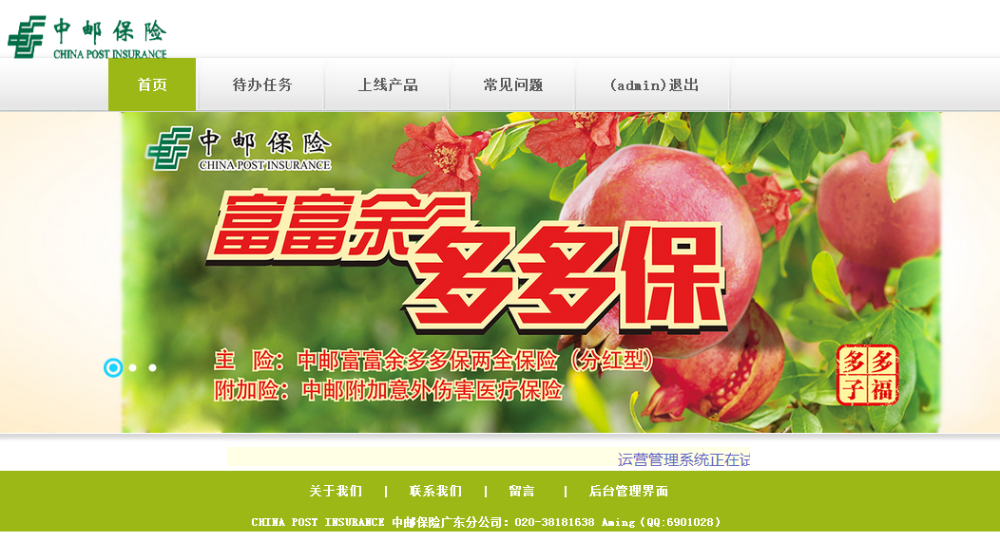 中邮保险
CHINA POST INSURANCE
首页 待办任务 上线产品 常见问题 (admin)退出
中邮保险
CHINA POST INSURANCE
富富余
多多保
主 险：中邮富富余多多保两全保险（分红型）
附加险：中邮附加意外伤害医疗保险
多多
子福
运营管理系统正在试
关于我们 | 联系我们 | 留言 | 后台管理界面
CHINA POST INSURANCE 中邮保险广东分公司：020-38181638 Aming（QQ:6901028）